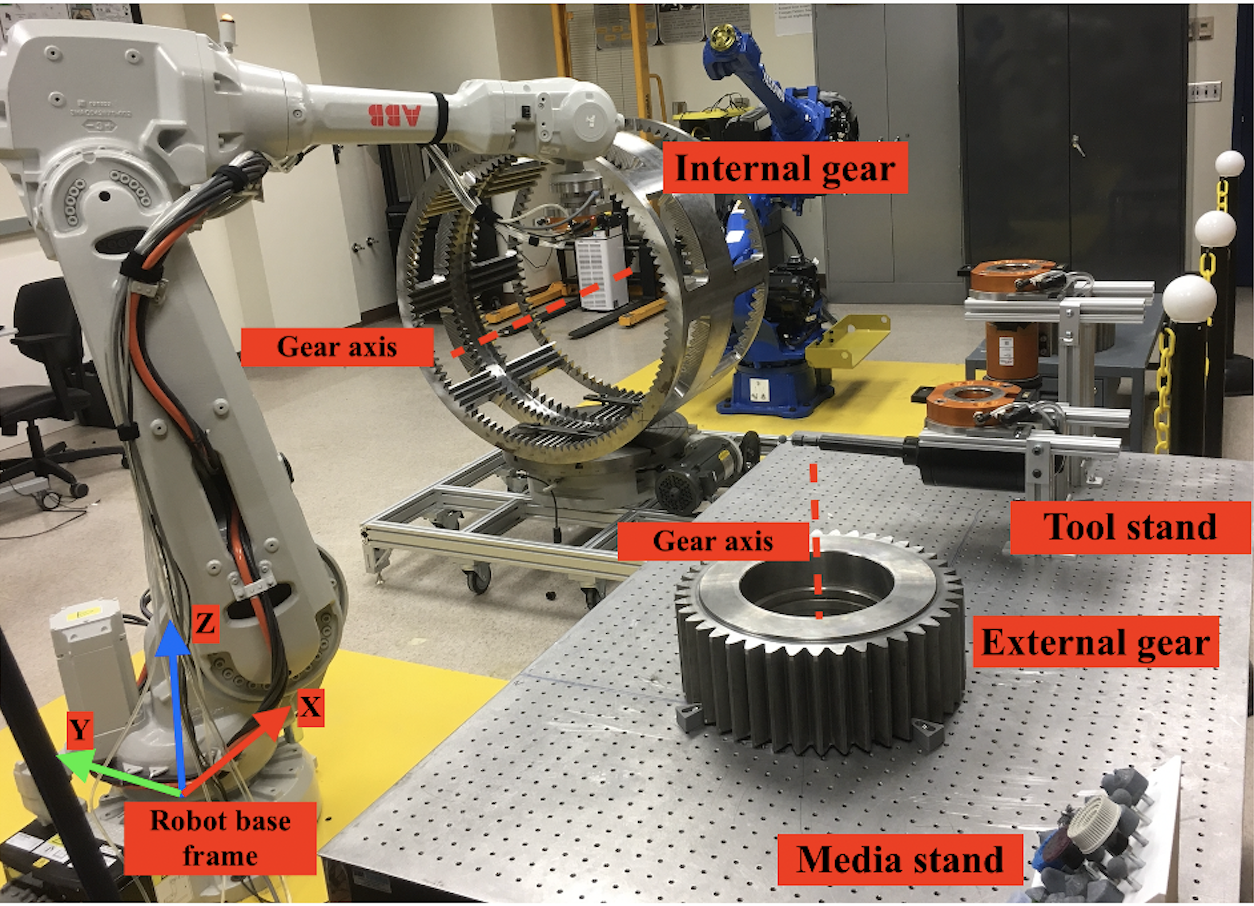 ABB
Internal gear
Gear axis
Tool stand
Gear axis
External gear
Z
X
Y
Robot base
frame
Media stand